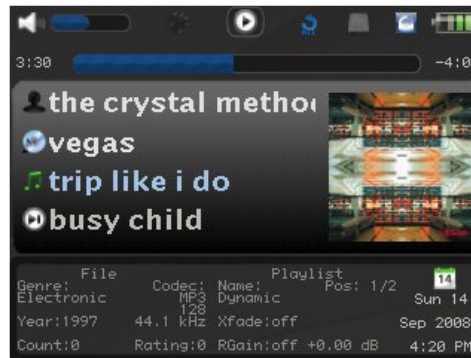 3:30 -4:0
the crystal metho
vegas
trip like i do
busy child
File Playlist
Genre: Codec: Name: Pos: 1/2
Electronic MP3 Dynamic
128
Year:1997 44.1 kHz Xfade:off
Count:0 Rating:0 RGain:off +0.00 dB
14
Sun 14
Sep 2008
4:20 PM